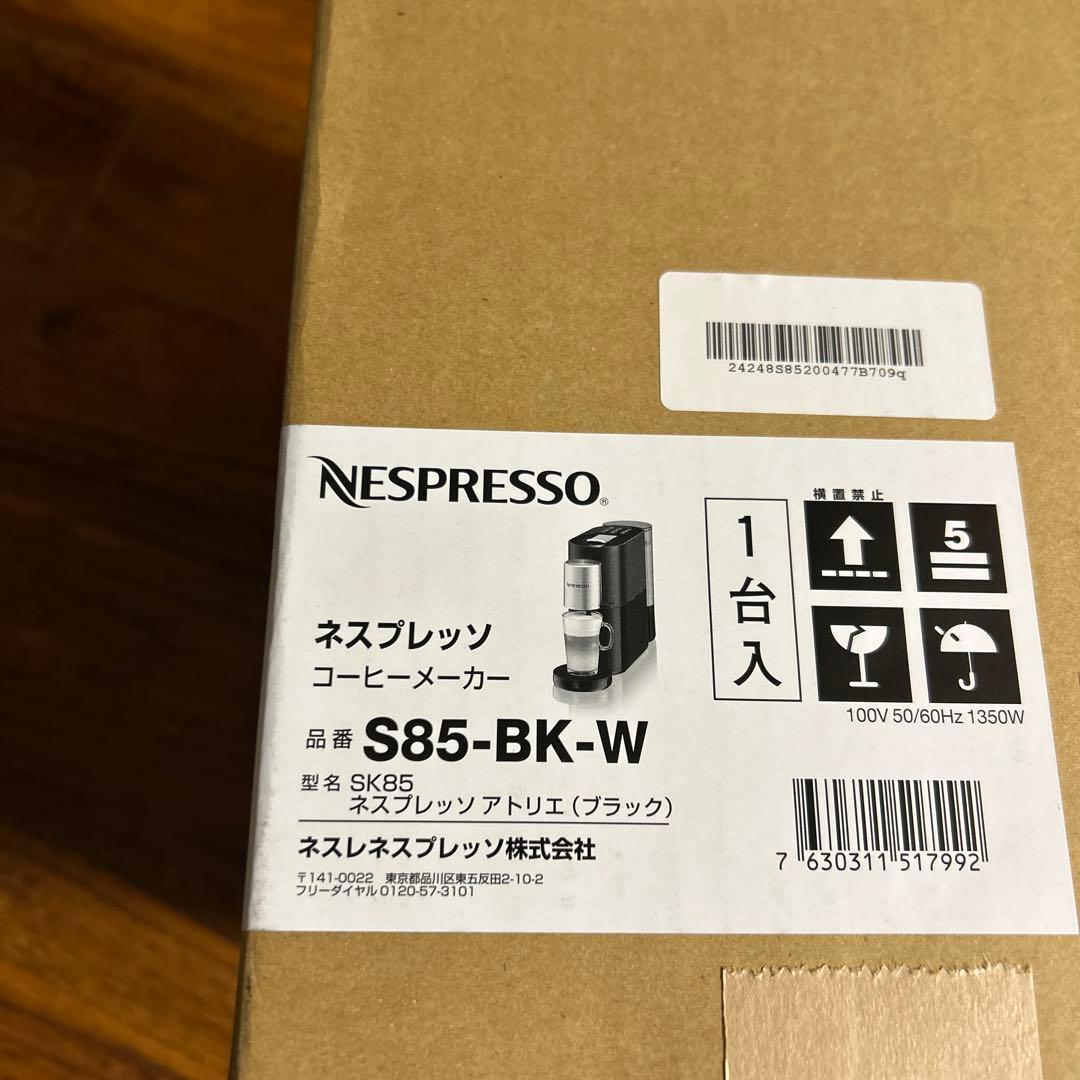 24248S85200477B709q
NESPRESSO®
NESPRESSO
ネスプレッソ
コーヒーメーカー
品番 S85-BK-W
型名 SK85
ネスプレッソ アトリエ(ブラック)
ネスレネスプレッソ株式会社
〒141-0022 東京都品川区東五反田2-10-2
フリーダイヤル 0120-57-3101
1台入
横置禁止
5
100V 50/60Hz 1350W
7 630311 517992